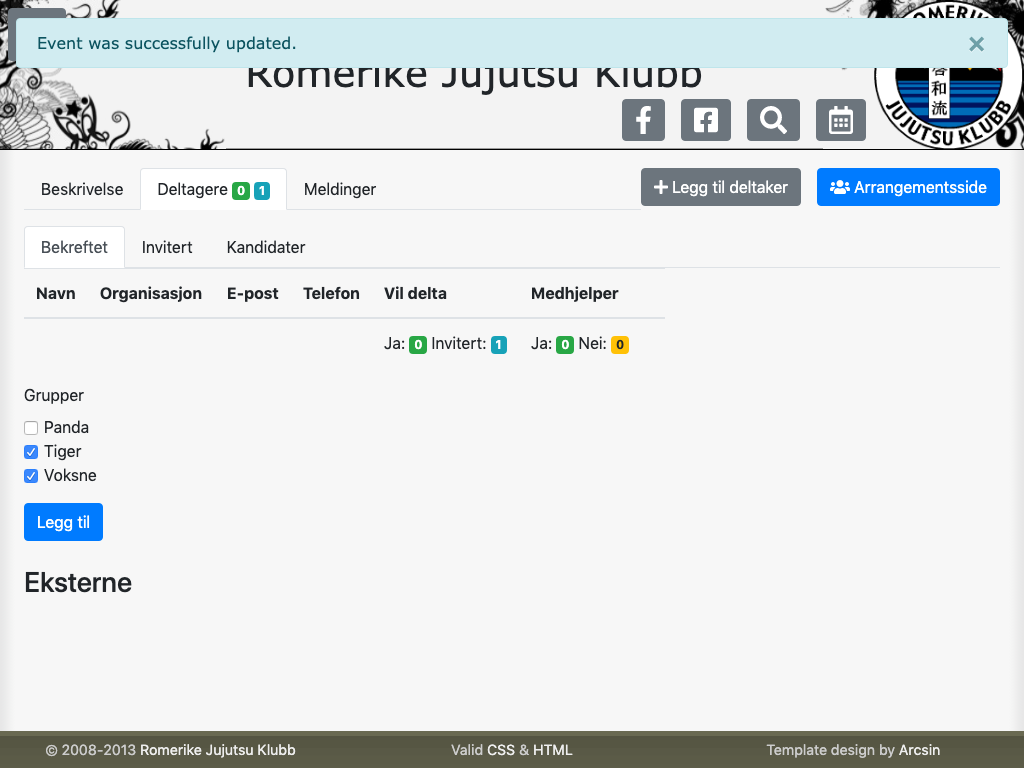 Event was successfully updated.
×
Romerike Jujutsu Klubb
ROMERIKE
啓和流
JUJUTSU KLUBB
Beskrivelse
Deltagere 0 1
Meldinger
Legg til deltaker
Arrangementsside
Bekreftet
Invitert
Kandidater
Navn Organisasjon E-post Telefon Vil delta Medhjelper
Ja: 0 Invitert: 1 Ja: 0 Nei: 0
Grupper
Panda
Tiger
Voksne
Legg til
Eksterne
© 2008-2013 Romerike Jujutsu Klubb
Valid CSS & HTML
Template design by Arcsin